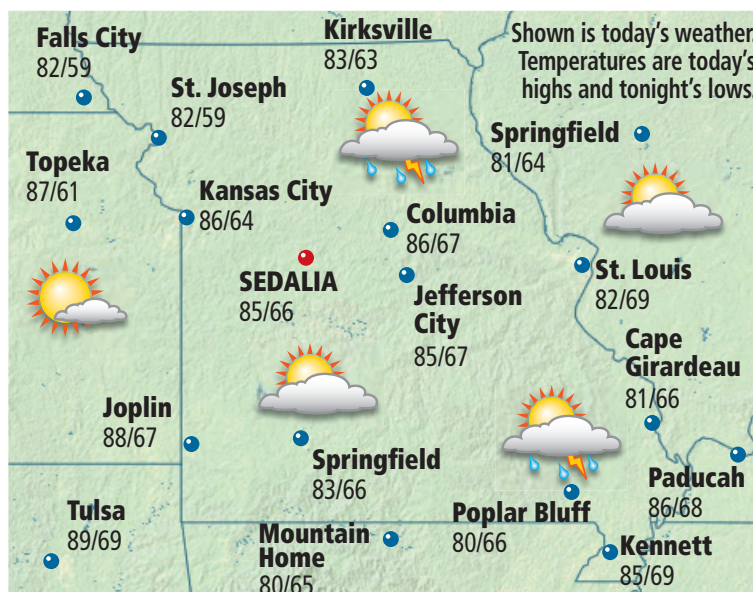 Shown is today's weather.
Temperatures are today's
highs and tonight's lows.
Falls City
82/59
Kirksville
83/63
St. Joseph
82/59
Springfield
81/64
Topeka
87/61
Kansas City
86/64
Columbia
86/67
SEDALIA
85/66
St. Louis
82/69
Jefferson
City
85/67
Cape
Girardeau
81/66
Joplin
88/67
Springfield
83/66
Paducah
86/68
Tulsa
89/69
Mountain
Home
80/65
Poplar Bluff
80/66
Kennett
85/69